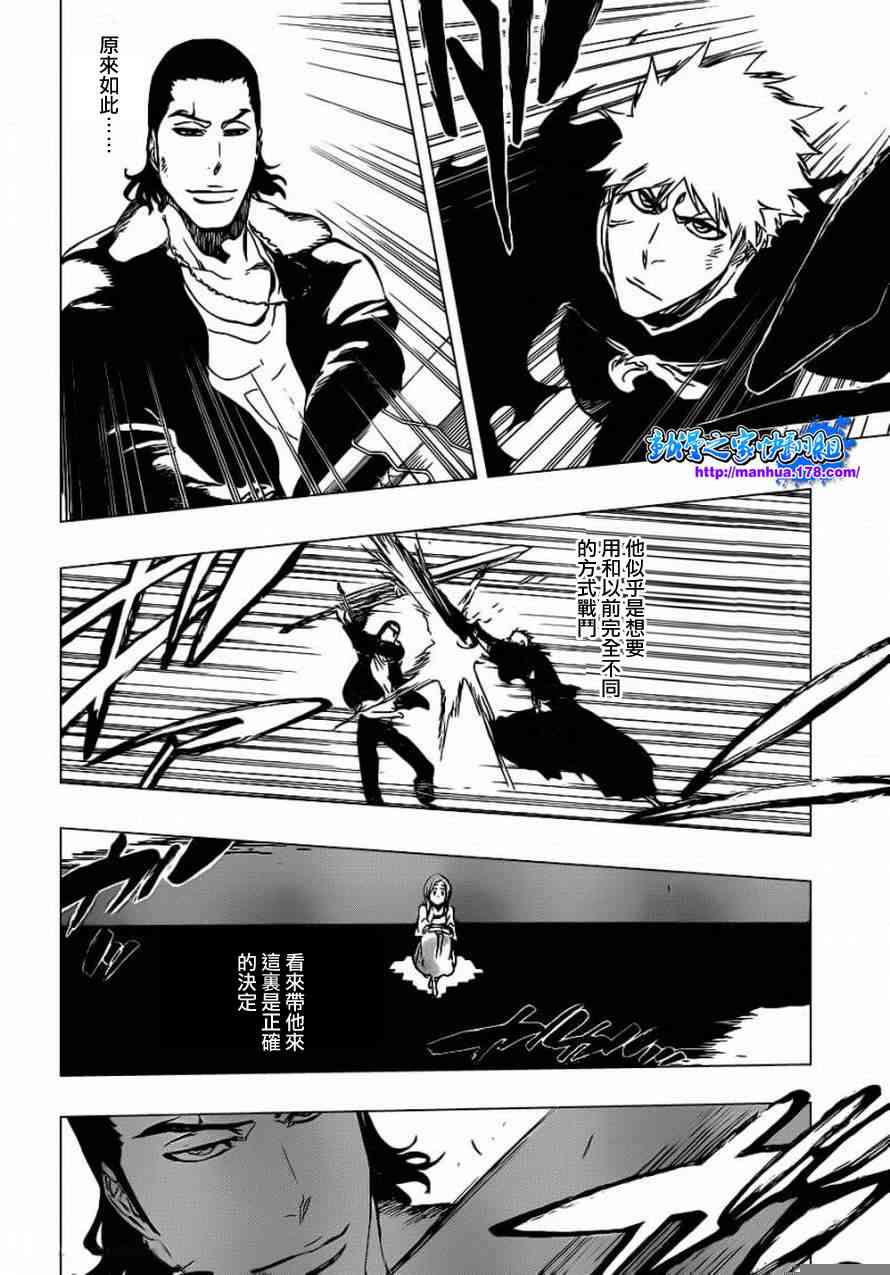 原來如此……
動漫之家快翻組
http://manhua.178.com/
他似乎是想要
用和以前完全不同
的方式戰鬥
看來帶他來
這裏是正確
的決定